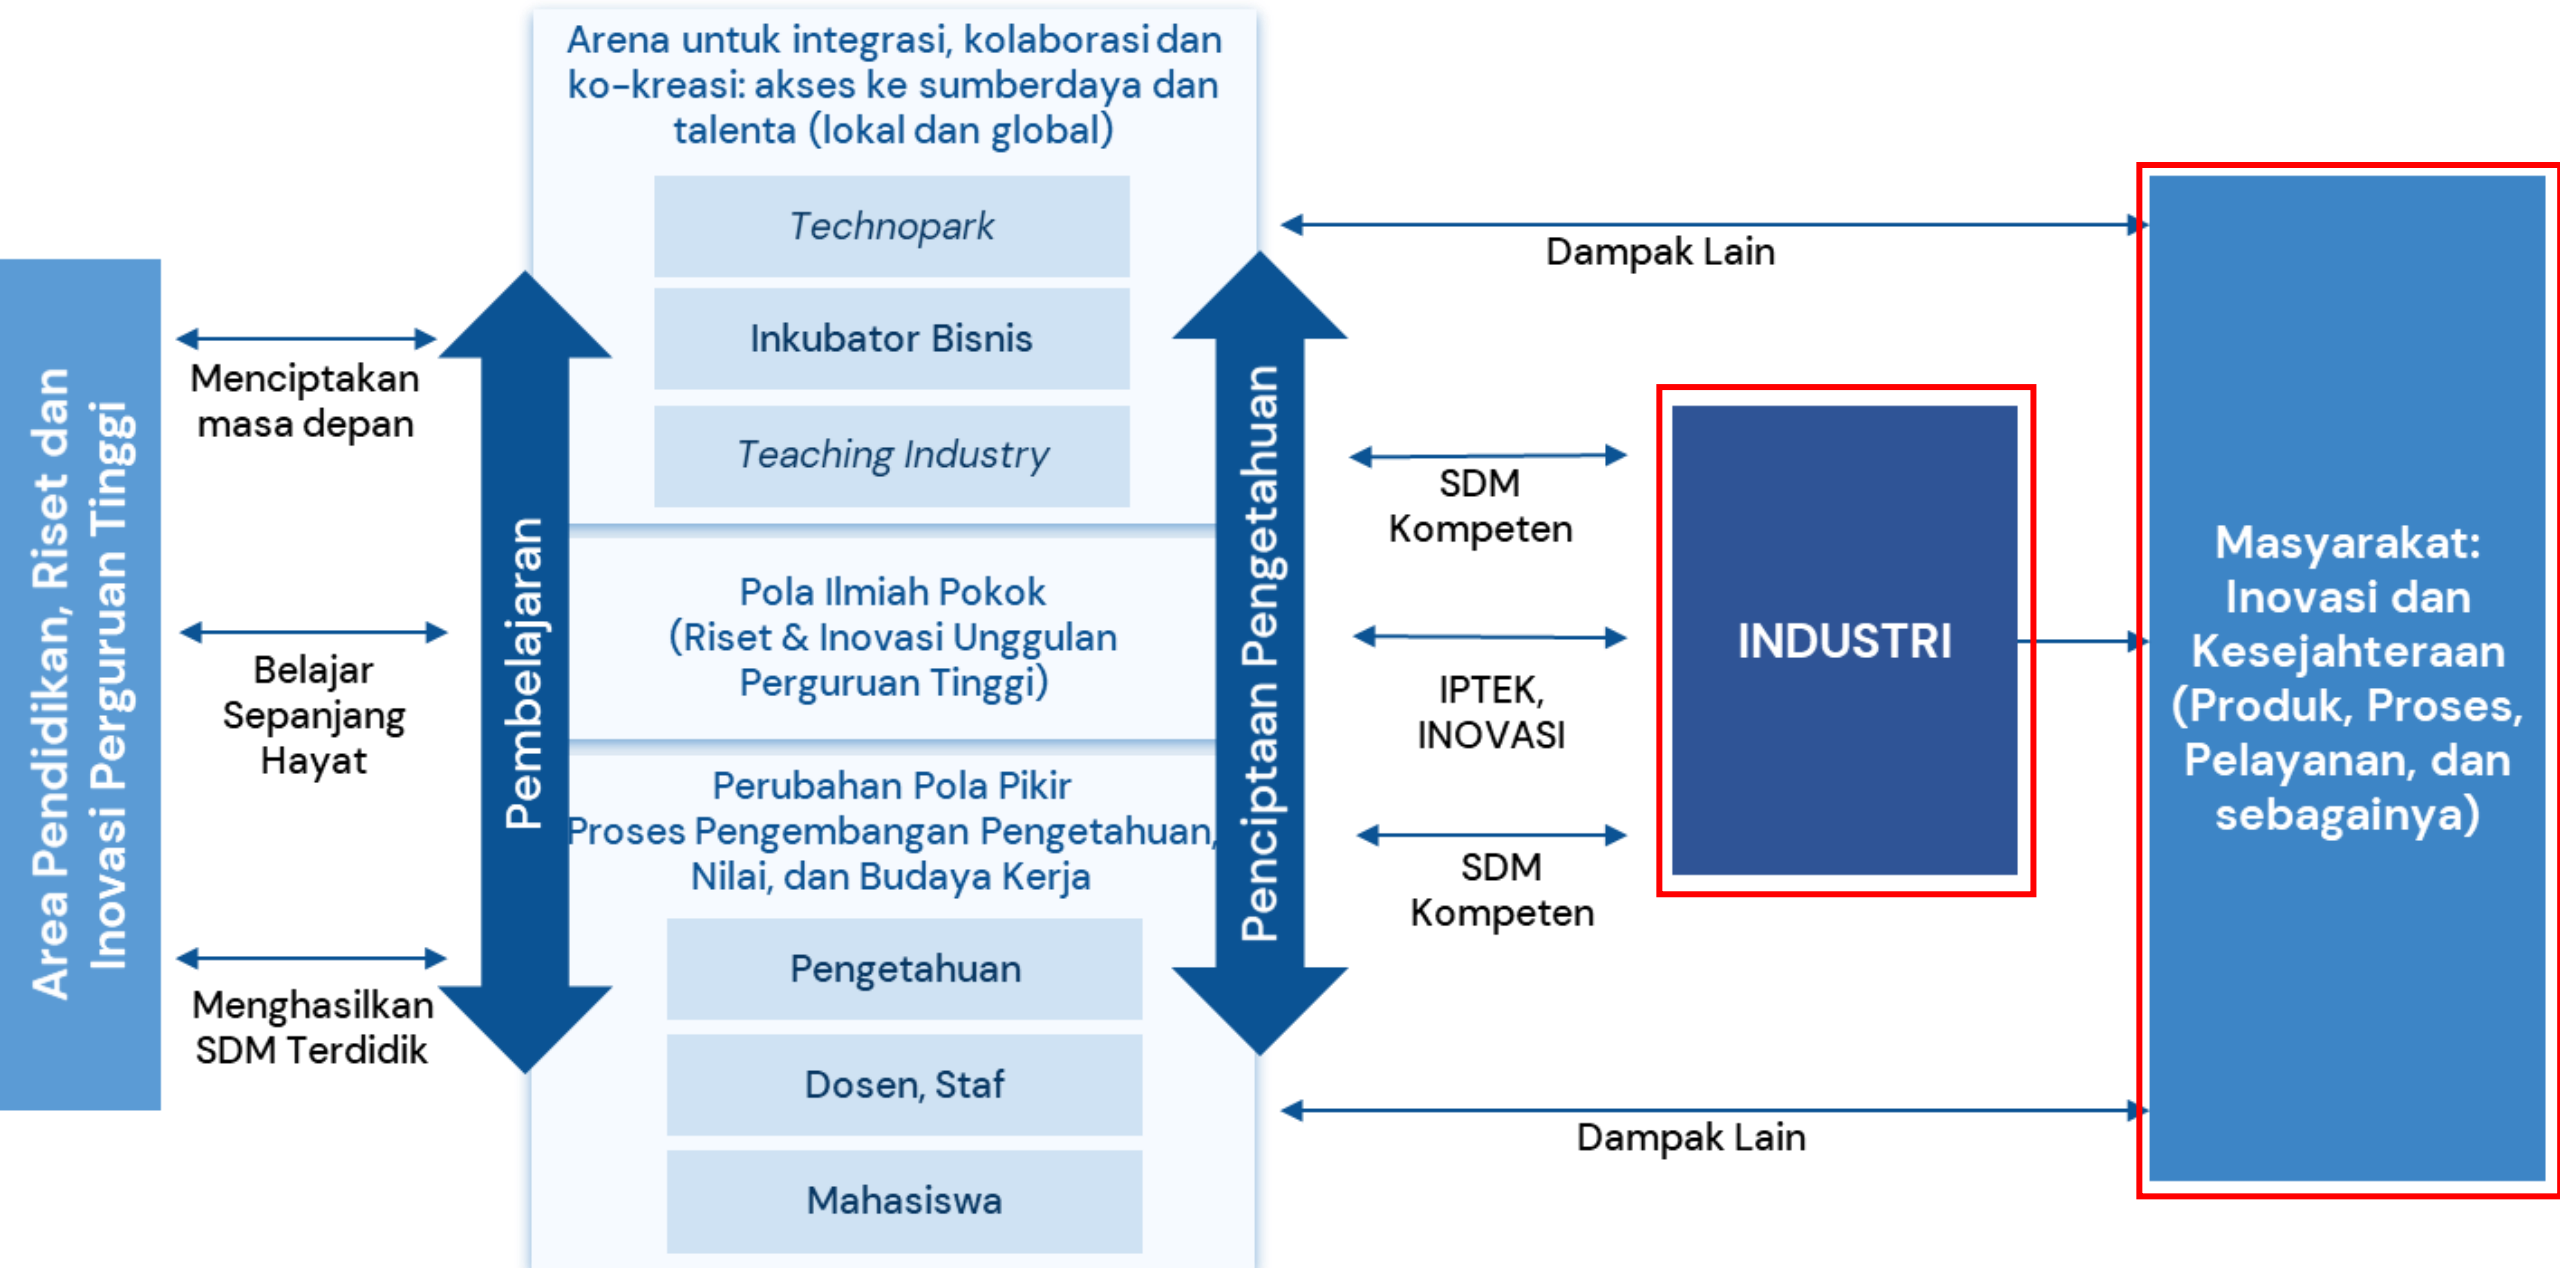 Area Pendidikan, Riset dan
Inovasi Perguruan Tinggi
Menciptakan
masa depan
Belajar
Sepanjang
Hayat
Menghasilkan
SDM Terdidik
Pembelajaran
Arena untuk integrasi, kolaborasi dan
ko-kreasi: akses ke sumberdaya dan
talenta (lokal dan global)
Technopark
Inkubator Bisnis
Teaching Industry
Pola Ilmiah Pokok
(Riset & Inovasi Unggulan
Perguruan Tinggi)
Perubahan Pola Pikir
Proses Pengembangan Pengetahuan,
Nilai, dan Budaya Kerja
Pengetahuan
Dosen, Staf
Mahasiswa
Penciptaan Pengetahuan
Dampak Lain
SDM
Kompeten
IPTEK,
INOVASI
SDM
Kompeten
Dampak Lain
INDUSTRI
Masyarakat:
Inovasi dan
Kesejahteraan
(Produk, Proses,
Pelayanan, dan
sebagainya)